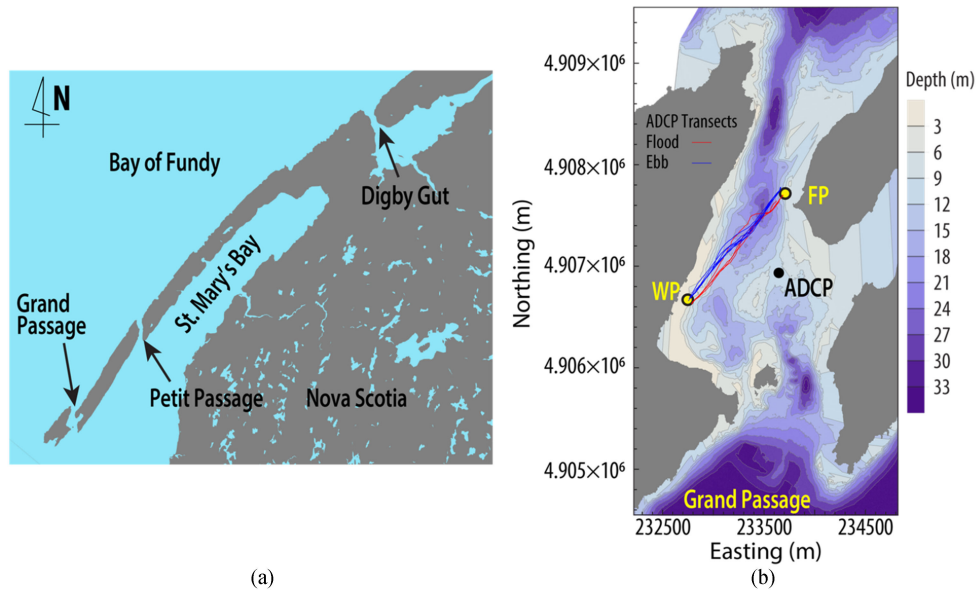 N
Bay of Fundy
Digby Gut
St. Mary's Bay
Grand
Passage
Petit Passage
Nova Scotia
(a)
4.909×10⁶
4.908×10⁶
4.907×10⁶
4.906×10⁶
4.905×10⁶
Northing (m)
ADCP Transects
Flood
Ebb
FP
WP
ADCP
Grand Passage
232500
233500
234500
Easting (m)
Depth (m)
3
6
9
12
15
18
21
24
27
30
33
(b)